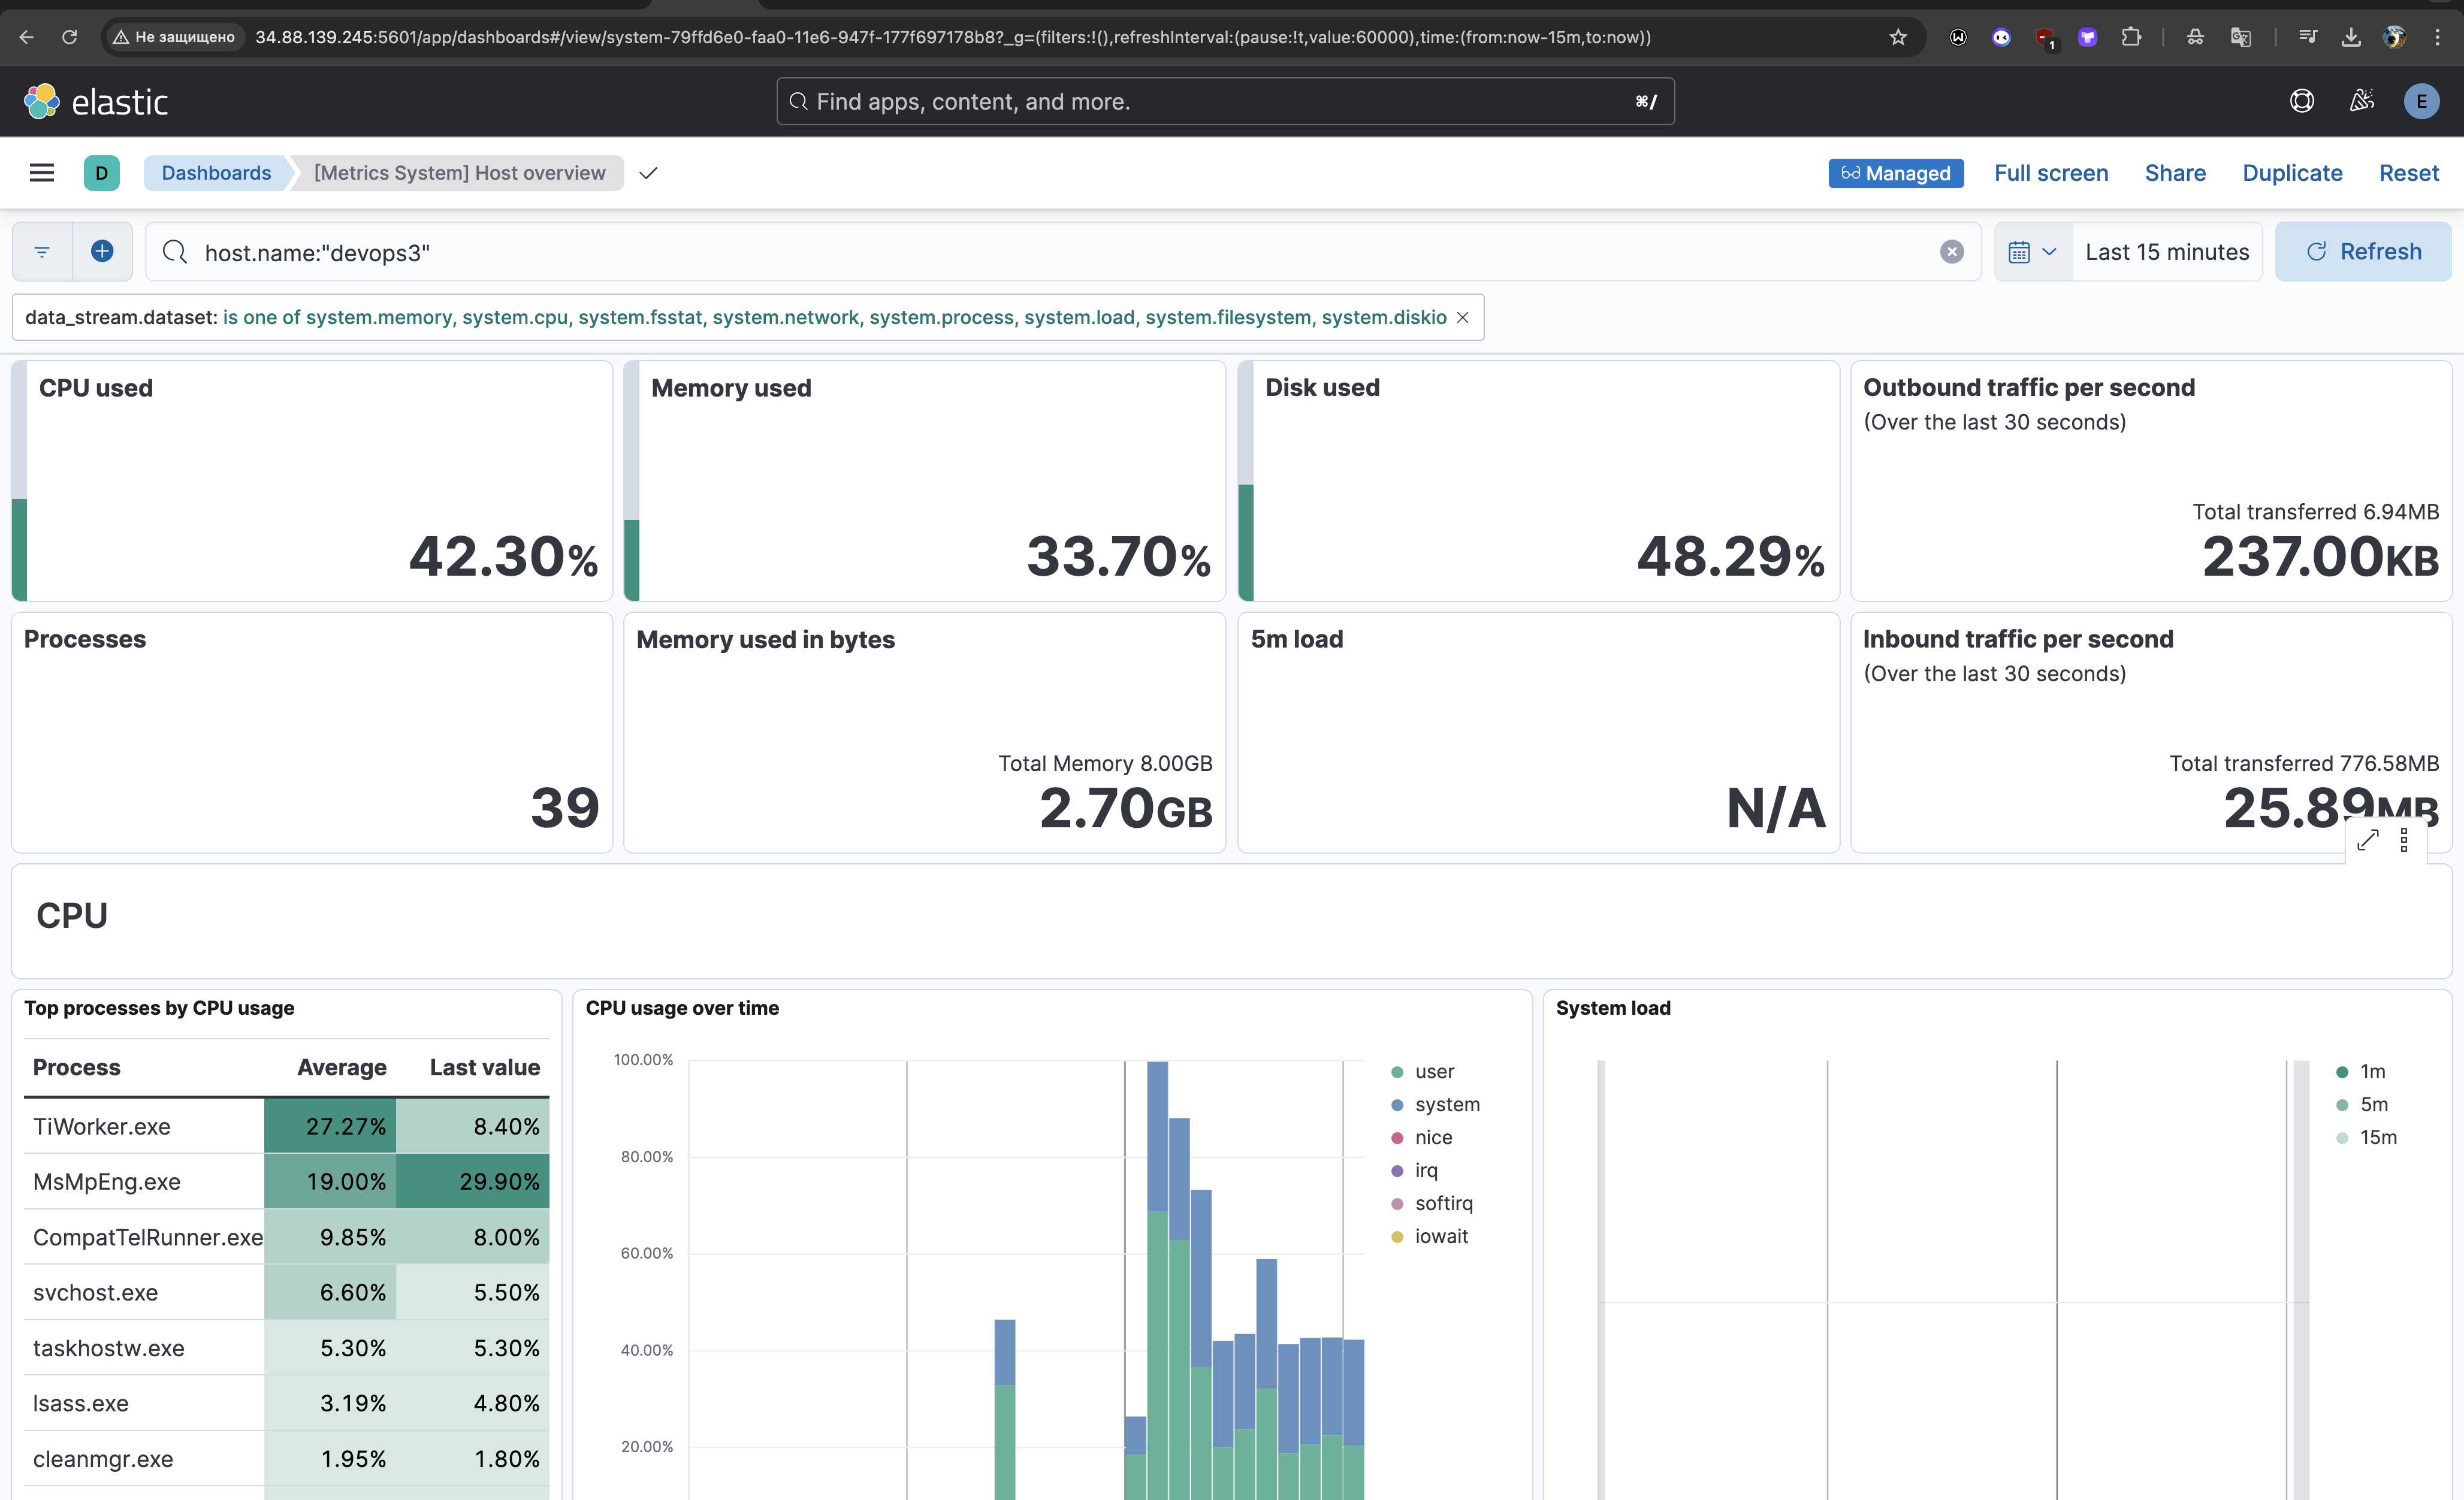 Не защищено
34.88.139.245:5601/app/dashboards#/view/system-79ffd6e0-faa0-11e6-947f-177f697178b8?_g=(filters:!(),refreshInterval:(pause:!t,value:60000),time:(from:now-15m,to:now))
1
elastic
Find apps, content, and more.
⌘/
E
D
Dashboards
[Metrics System] Host overview
Managed
Full screen
Share
Duplicate
Reset
host.name:"devops3"
Last 15 minutes
Refresh
data_stream.dataset: is one of system.memory, system.cpu, system.fsstat, system.network, system.process, system.load, system.filesystem, system.diskio
CPU used
42.30%
Memory used
33.70%
Disk used
48.29%
Outbound traffic per second
(Over the last 30 seconds)
Total transferred 6.94MB
237.00KB
Processes
39
Memory used in bytes
Total Memory 8.00GB
2.70GB
5m load
N/A
Inbound traffic per second
(Over the last 30 seconds)
Total transferred 776.58MB
25.89MB
CPU
Top processes by CPU usage
Process Average Last value
TiWorker.exe 27.27% 8.40%
MsMpEng.exe 19.00% 29.90%
CompatTelRunner.exe 9.85% 8.00%
svchost.exe 6.60% 5.50%
taskhostw.exe 5.30% 5.30%
lsass.exe 3.19% 4.80%
cleanmgr.exe 1.95% 1.80%
CPU usage over time
100.00%
80.00%
60.00%
40.00%
20.00%
user
system
nice
irq
softirq
iowait
System load
1m
5m
15m